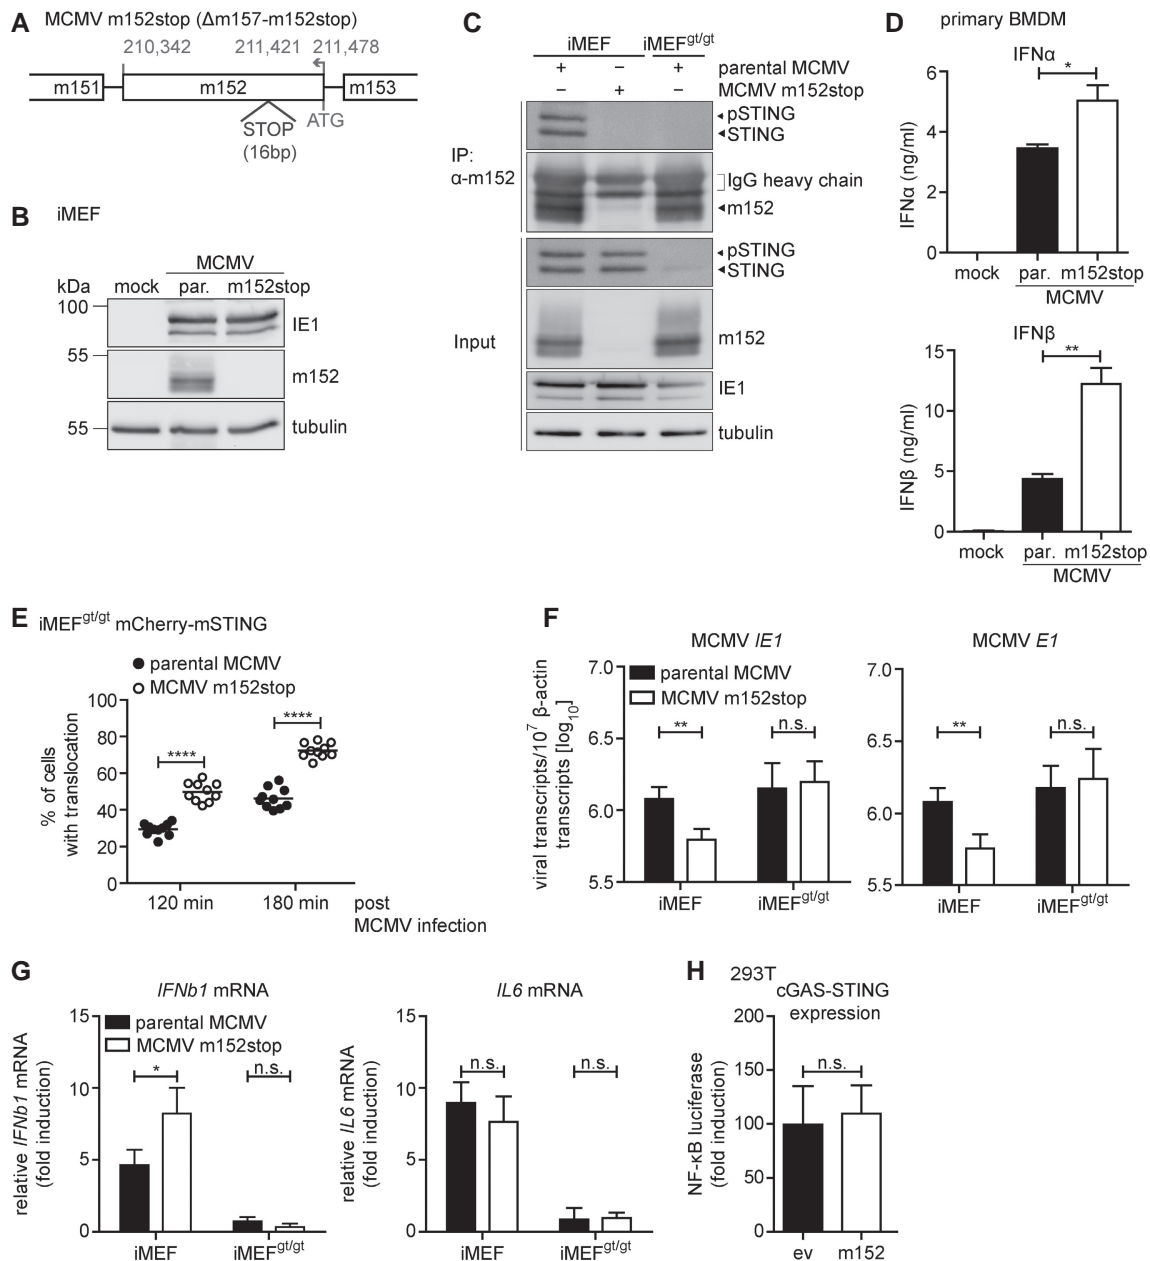 A
MCMV m152stop (Δm157-m152stop)
210,342 211,421 211,478
m151 m152 m153
STOP
(16bp)
ATG
B iMEF
MCMV
kDa mock par. m152stop
100 IE1
55 m152
55 tubulin
C
iMEF iMEFgt/gt
+ – + parental MCMV
– + – MCMV m152stop
IP:
α-m152
pSTING
STING
IgG heavy chain
m152
Input
pSTING
STING
m152
IE1
tubulin
D primary BMDM
IFNα
*
IFNα (ng/ml)
6
4
2
0
mock par. m152stop
MCMV
IFNβ
**
IFNβ (ng/ml)
15
10
5
0
mock par. m152stop
MCMV
E iMEFgt/gt mCherry-mSTING
parental MCMV
MCMV m152stop
% of cells
with translocation
100
80
60
40
20
0
**** ****
120 min 180 min post
MCMV infection
F
MCMV IE1
parental MCMV
MCMV m152stop
viral transcripts/107 β-actin
transcripts [log10]
7.0
6.5
6.0
5.5
** n.s.
iMEF iMEFgt/gt
MCMV E1
7.0
6.5
6.0
5.5
** n.s.
iMEF iMEFgt/gt
G
IFNb1 mRNA
parental MCMV
MCMV m152stop
relative IFNb1 mRNA
(fold induction)
15
10
5
0
* n.s.
iMEF iMEFgt/gt
IL6 mRNA
relative IL6 mRNA
(fold induction)
15
10
5
0
n.s. n.s.
iMEF iMEFgt/gt
H 293T
cGAS-STING
expression
NF-κB luciferase
(fold induction)
200
150
100
50
0
n.s.
ev m152